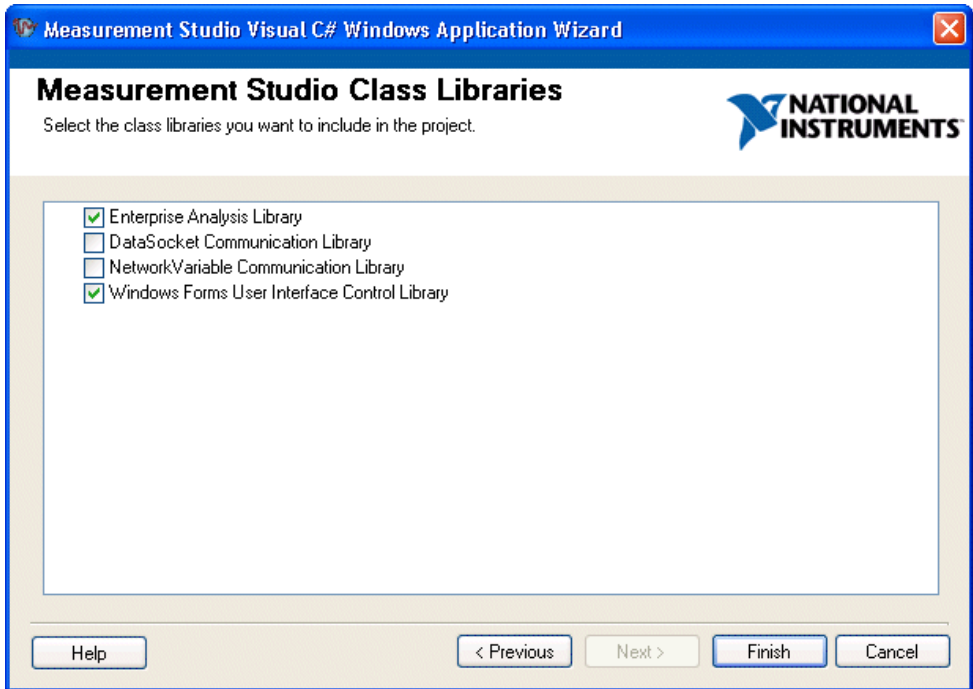 Measurement Studio Visual C# Windows Application Wizard
Measurement Studio Class Libraries
Select the class libraries you want to include in the project.
NATIONAL
INSTRUMENTS
Enterprise Analysis Library
DataSocket Communication Library
NetworkVariable Communication Library
Windows Forms User Interface Control Library
Help
< Previous
Next >
Finish
Cancel